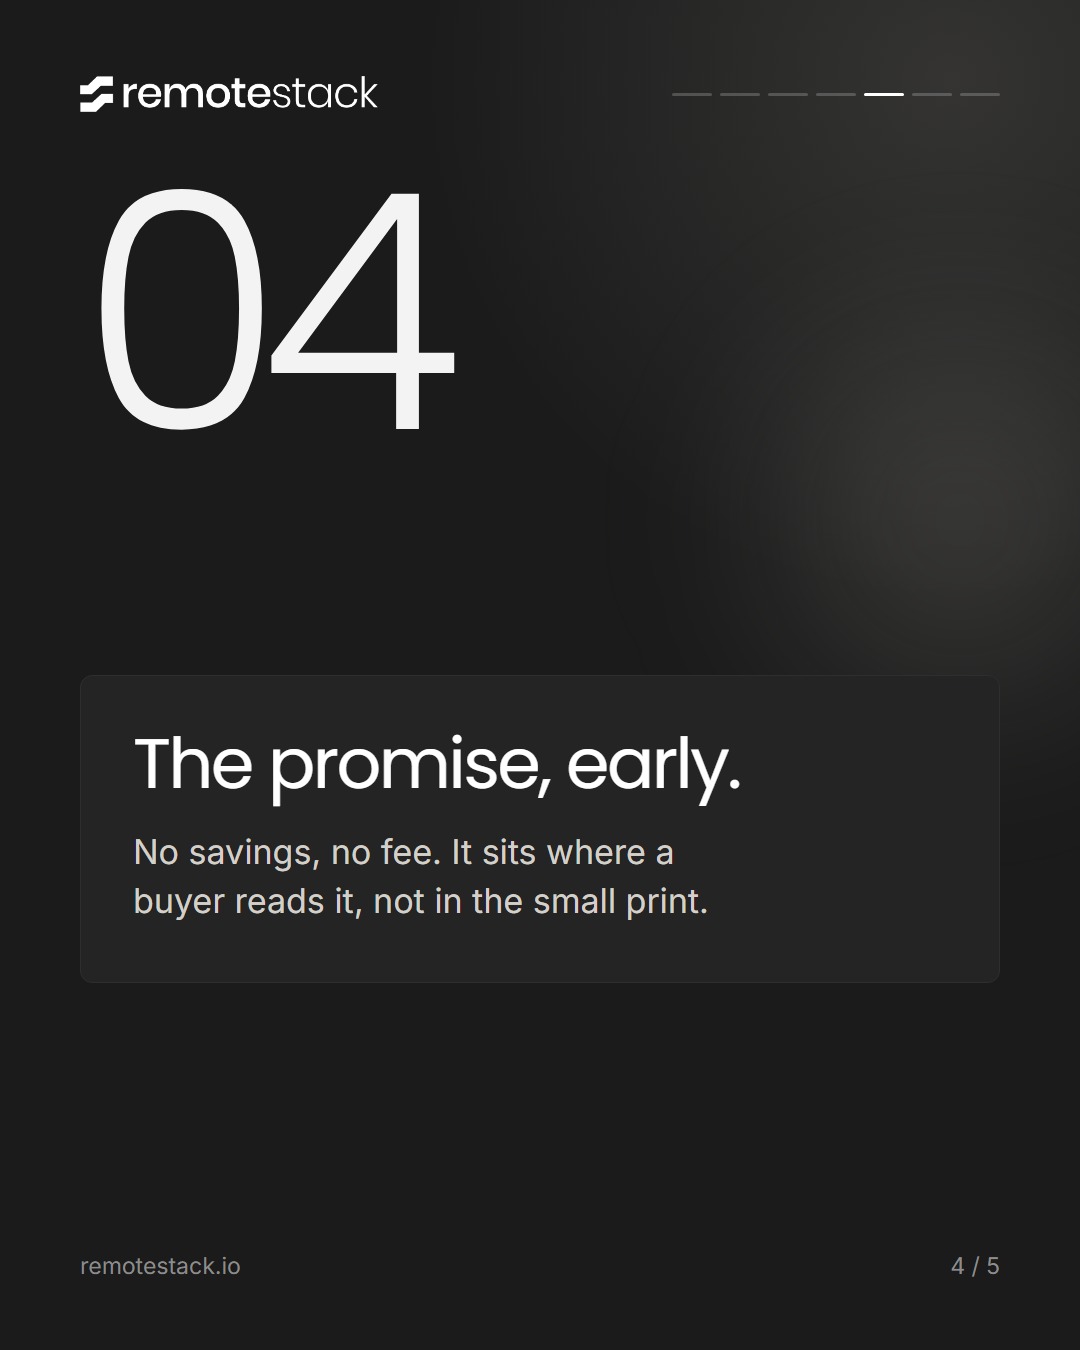 remotestack
04
The promise, early.
No savings, no fee. It sits where a
buyer reads it, not in the small print.
remotestack.io
4 / 5